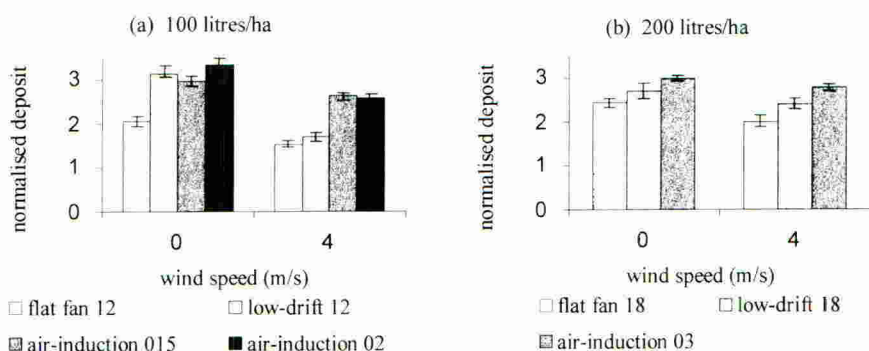 (a) 100 litres/ha
normalised deposit
3
2
1
0
0 4
wind speed (m/s)
flat fan 12 low-drift 12
air-induction 015 air-induction 02
(b) 200 litres/ha
normalised deposit
3
2
1
0
0 4
wind speed (m/s)
flat fan 18 low-drift 18
air-induction 03